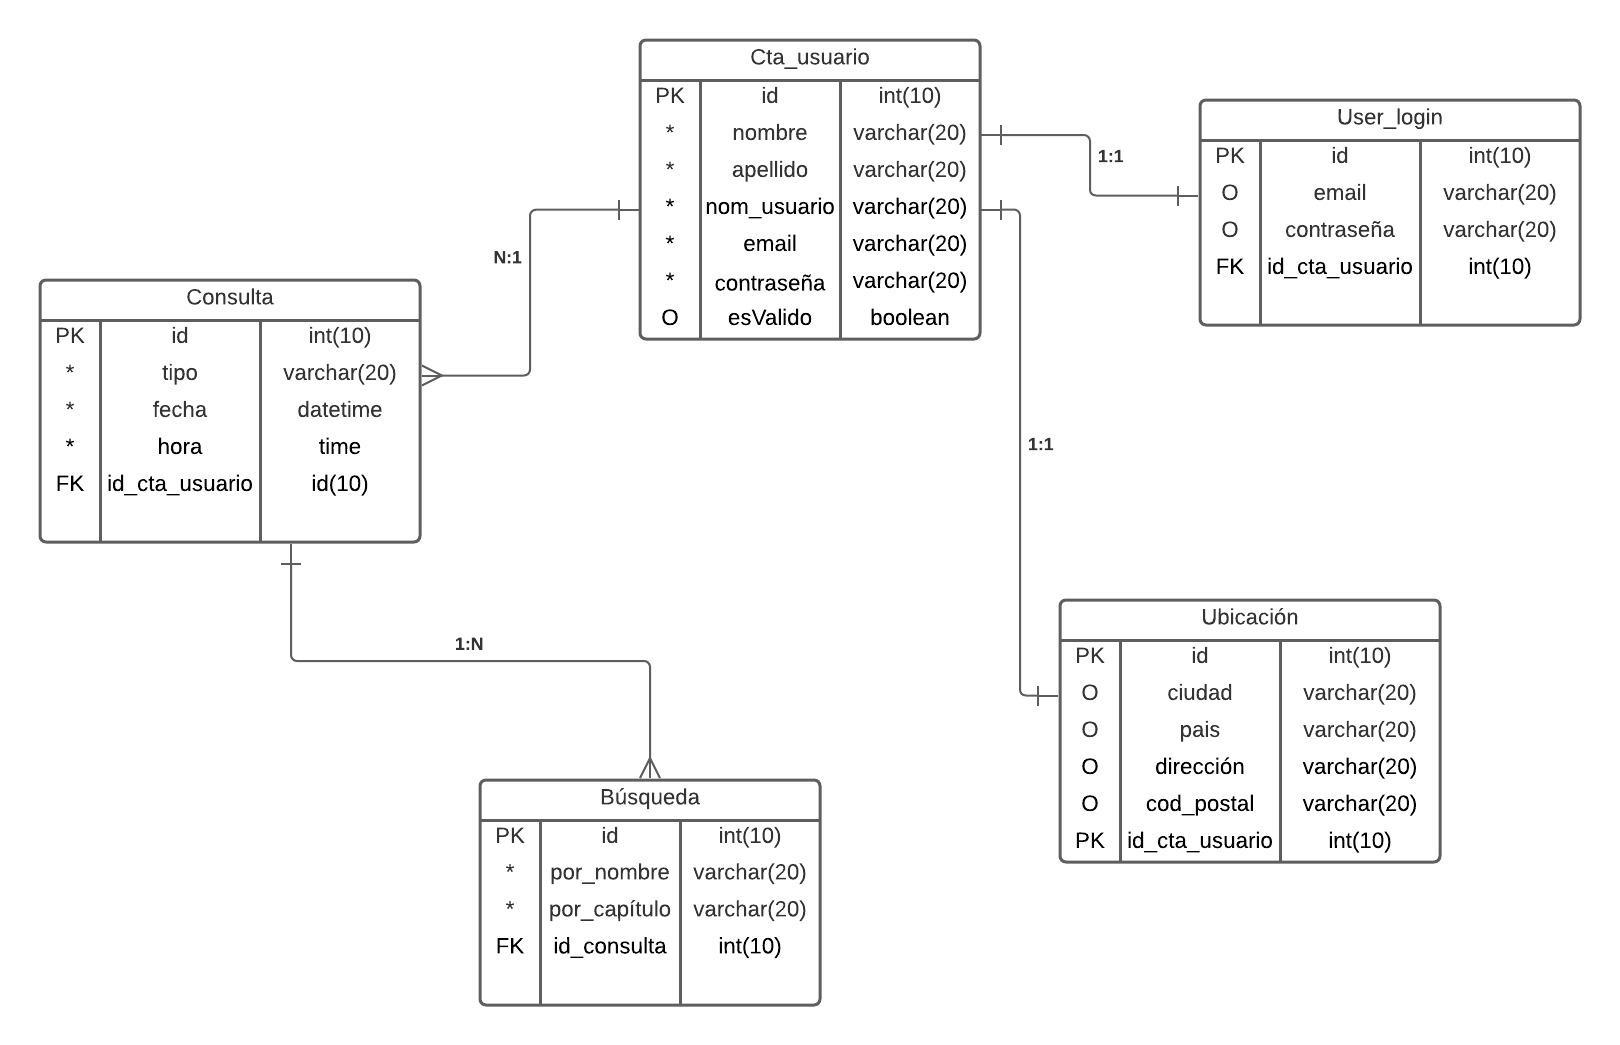 Cta_usuario
PK id int(10)
* nombre varchar(20)
* apellido varchar(20)
* nom_usuario varchar(20)
* email varchar(20)
* contraseña varchar(20)
O esValido boolean
User_login
PK id int(10)
O email varchar(20)
O contraseña varchar(20)
FK id_cta_usuario int(10)
1:1
N:1
Consulta
PK id int(10)
* tipo varchar(20)
* fecha datetime
* hora time
FK id_cta_usuario id(10)
1:1
1:N
Ubicación
PK id int(10)
O ciudad varchar(20)
O pais varchar(20)
O dirección varchar(20)
O cod_postal varchar(20)
PK id_cta_usuario int(10)
Búsqueda
PK id int(10)
* por_nombre varchar(20)
* por_capítulo varchar(20)
FK id_consulta int(10)